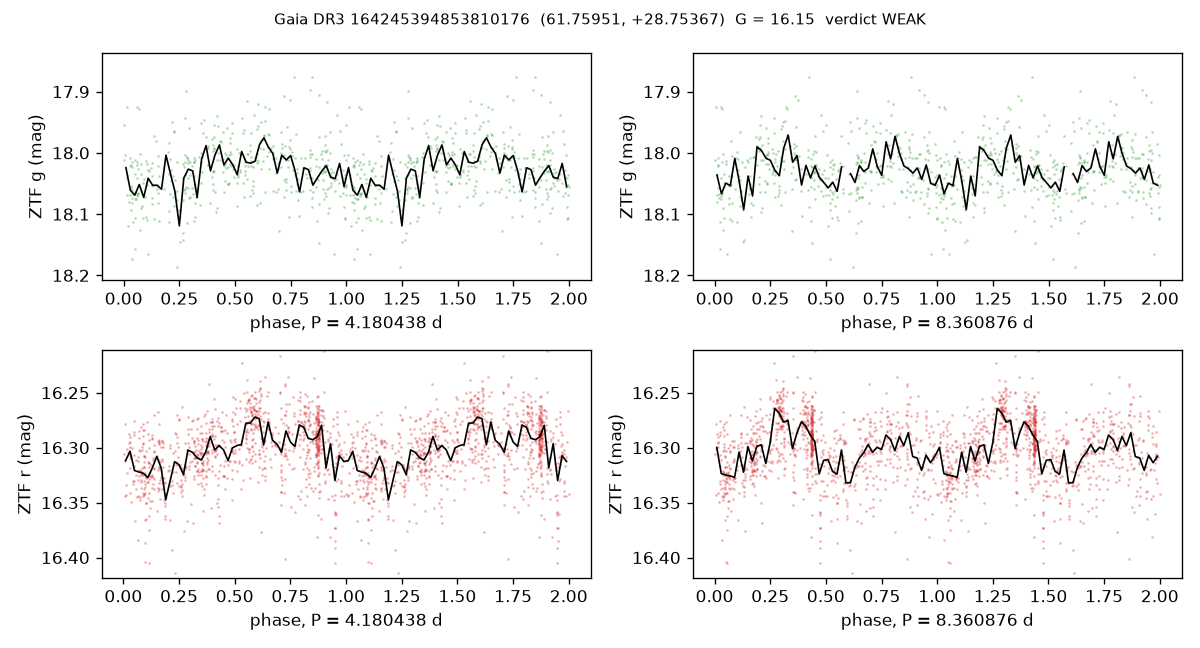 Gaia DR3 164245394853810176 (61.75951, +28.75367) G = 16.15 verdict WEAK
ZTF g (mag)
17.9
18.0
18.1
18.2
0.00 0.25 0.50 0.75 1.00 1.25 1.50 1.75 2.00
phase, P = 4.180438 d
ZTF g (mag)
17.9
18.0
18.1
18.2
0.00 0.25 0.50 0.75 1.00 1.25 1.50 1.75 2.00
phase, P = 8.360876 d
ZTF r (mag)
16.25
16.30
16.35
16.40
0.00 0.25 0.50 0.75 1.00 1.25 1.50 1.75 2.00
phase, P = 4.180438 d
ZTF r (mag)
16.25
16.30
16.35
16.40
0.00 0.25 0.50 0.75 1.00 1.25 1.50 1.75 2.00
phase, P = 8.360876 d